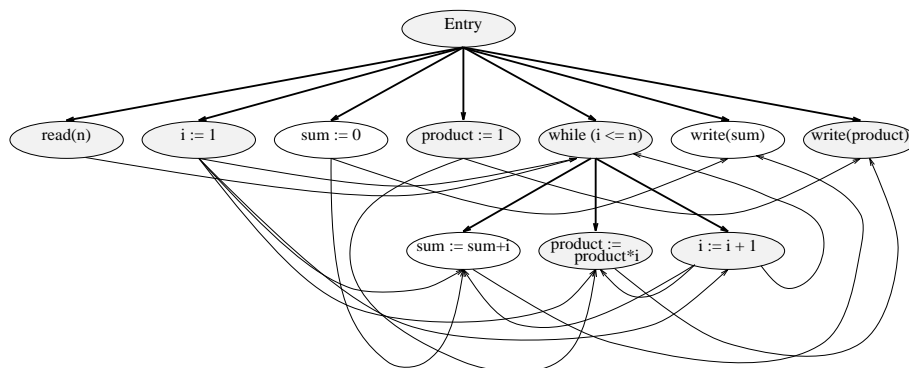 Entry
read(n)
i := 1
sum := 0
product := 1
while (i <= n)
write(sum)
write(product)
sum := sum+i
product :=
product*i
i := i + 1